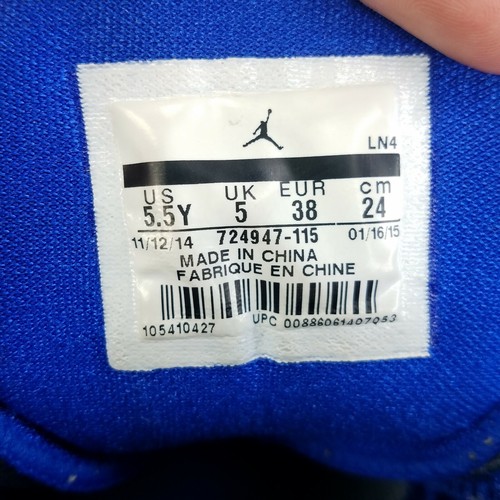 LN4
US UK EUR cm
5.5Y 5 38 24
11/12/14 724947-115 01/16/15
MADE IN CHINA
FABRIQUE EN CHINE
105410427 UPC 00886061407053